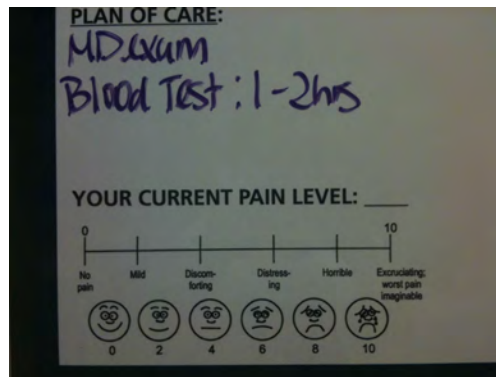 PLAN OF CARE:
MD exam
Blood Test: 1-2hrs
YOUR CURRENT PAIN LEVEL: ____
0 10
No pain Mild Discom-forting Distress-ing Horrible Excruciating; worst pain imaginable
0 2 4 6 8 10